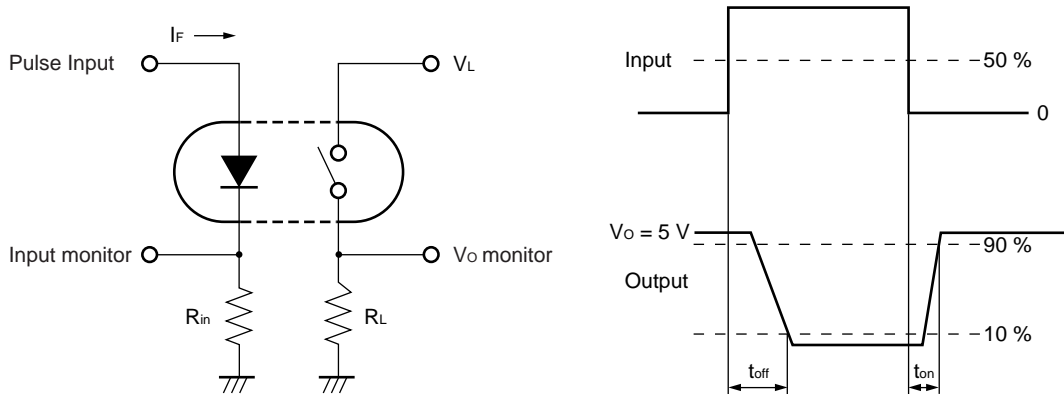 IF
Pulse Input
VL
Input monitor
VO monitor
Rin
RL
Input
50 %
0
VO = 5 V
90 %
Output
10 %
toff
ton